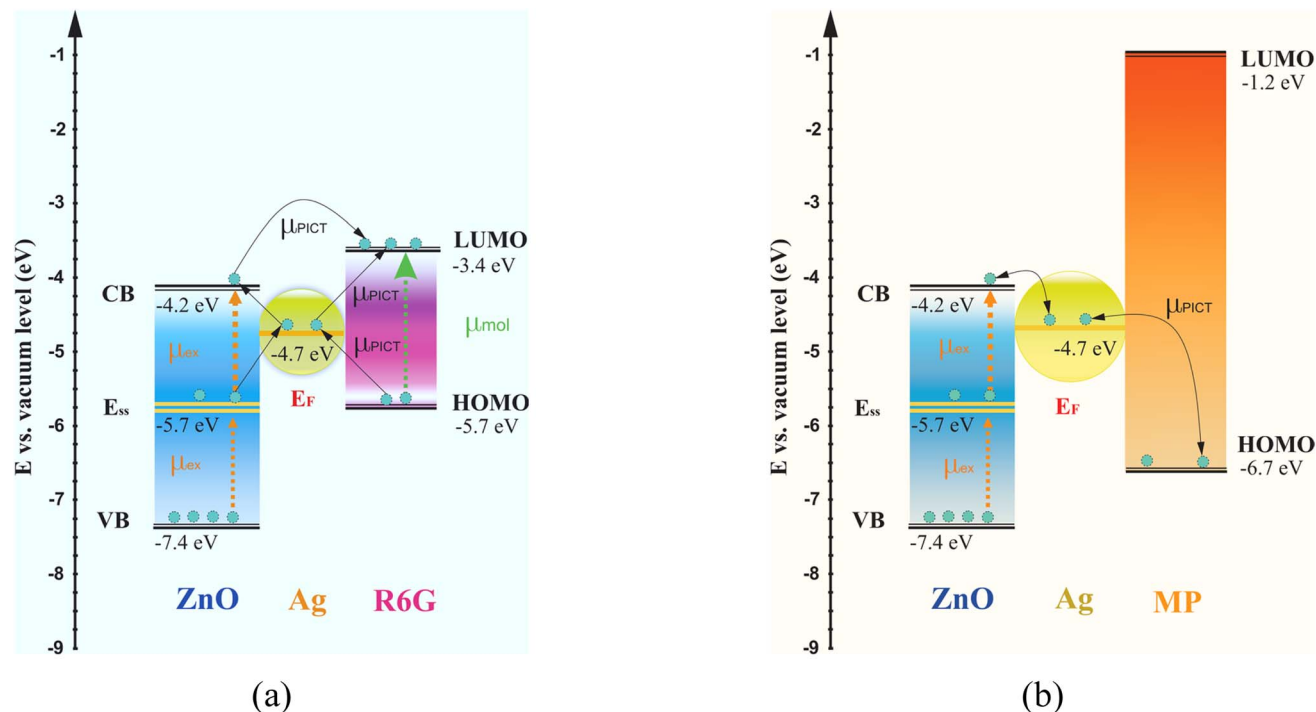 E vs. vacuum level (eV)
-1
-2
-3
-4
-5
-6
-7
-8
-9
μPICT
LUMO
-3.4 eV
CB
-4.2 eV
μPICT
μex
μmol
μPICT
-4.7 eV
EF
Ess
-5.7 eV
HOMO
-5.7 eV
μex
VB
-7.4 eV
ZnO
Ag
R6G
(a)
E vs. vacuum level (eV)
-1
-2
-3
-4
-5
-6
-7
-8
-9
LUMO
-1.2 eV
CB
-4.2 eV
μPICT
μex
-4.7 eV
EF
Ess
-5.7 eV
μex
HOMO
-6.7 eV
VB
-7.4 eV
ZnO
Ag
MP
(b)